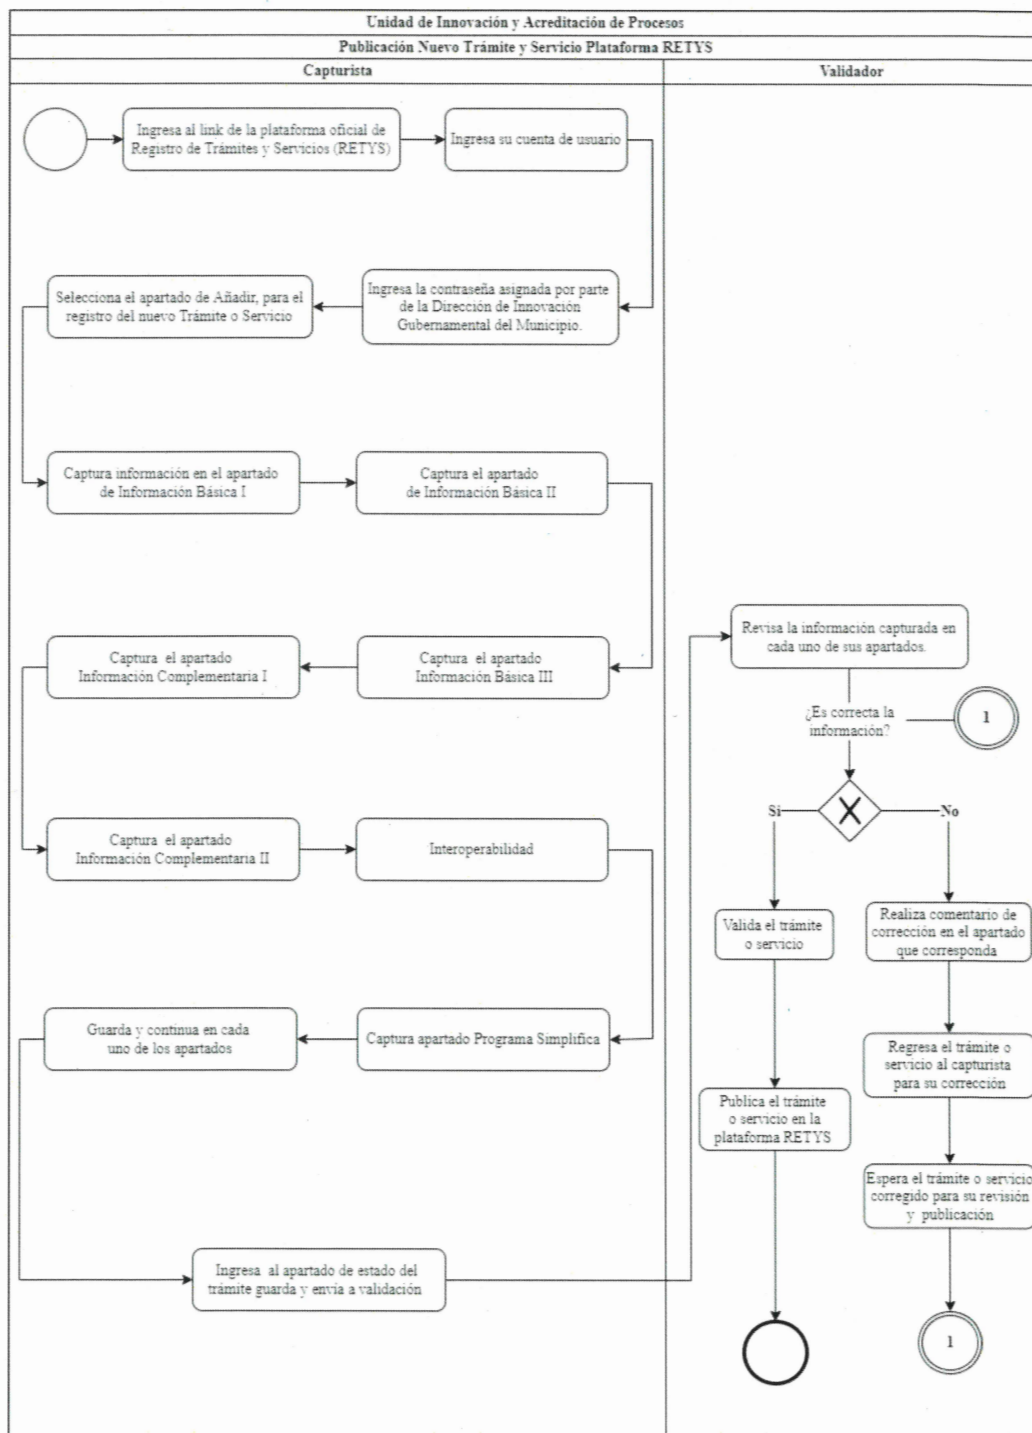 Unidad de Innovación y Acreditación de Procesos
Publicación Nuevo Trámite y Servicio Plataforma RETYS
Capturista
Validador
Ingresa al link de la plataforma oficial de
Registro de Trámites y Servicios (RETYS)
Ingresa su cuenta de usuario
Ingresa la contraseña asignada por parte
de la Dirección de Innovación
Gubernamental del Municipio.
Selecciona el apartado de Añadir, para el
registro del nuevo Trámite o Servicio
Captura información en el apartado
de Información Básica I
Captura el apartado
de Información Básica II
Captura el apartado
Información Básica III
Captura el apartado
Información Complementaria I
Captura el apartado
Información Complementaria II
Interoperabilidad
Captura apartado Programa Simplifica
Guarda y continua en cada
uno de los apartados
Ingresa al apartado de estado del
trámite guarda y envía a validación
Revisa la información capturada en
cada uno de sus apartados.
¿Es correcta la
información?
1
Si
No
Valida el trámite
o servicio
Publica el trámite
o servicio en la
plataforma RETYS
Realiza comentario de
corrección en el apartado
que corresponda
Regresa el trámite o
servicio al capturista
para su corrección
Espera el trámite o servicio
corregido para su revisión
y publicación
1